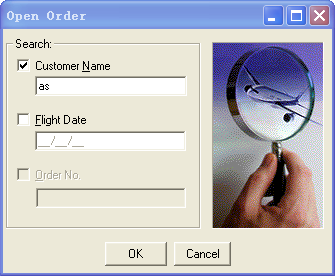 Open Order
Search:
Customer Name
as
Flight Date
__/__/__
Order No.
OK
Cancel